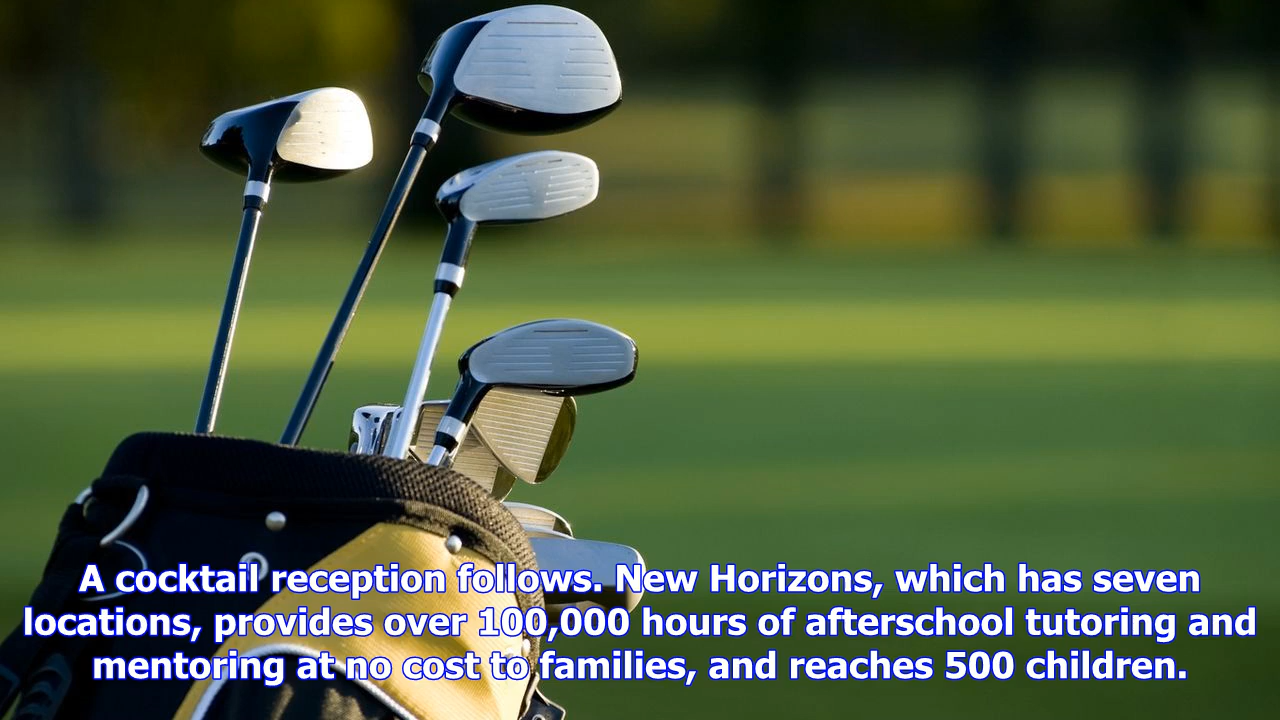 A cocktail reception follows. New Horizons, which has seven
locations, provides over 100,000 hours of afterschool tutoring and
mentoring at no cost to families, and reaches 500 children.